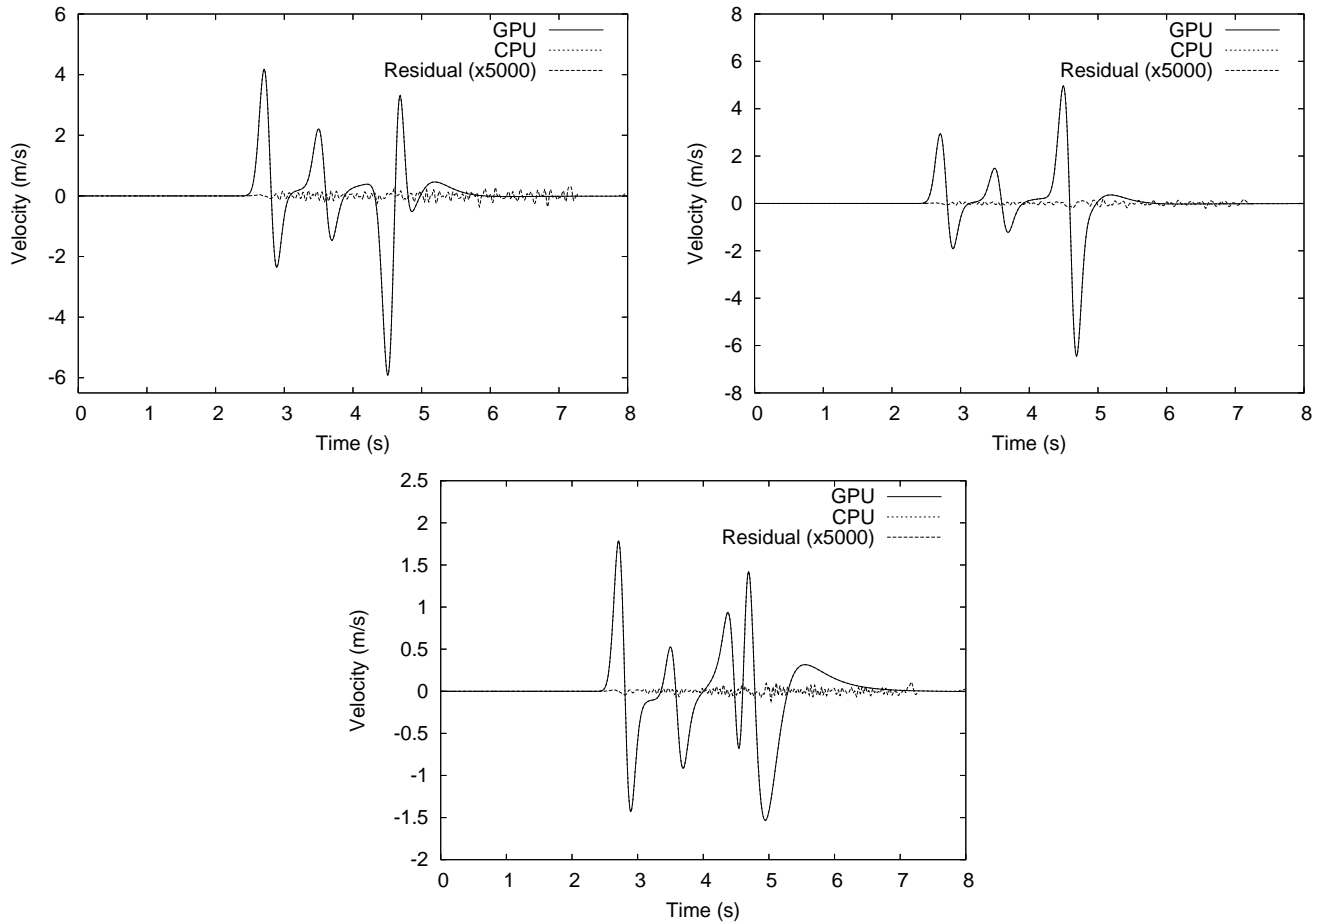 6
4
2
0
-2
-4
-6
0 1 2 3 4 5 6 7 8
Velocity (m/s)
Time (s)
GPU
CPU
Residual (x5000)
8
6
4
2
0
-2
-4
-6
-8
0 1 2 3 4 5 6 7 8
Velocity (m/s)
Time (s)
GPU
CPU
Residual (x5000)
2.5
2
1.5
1
0.5
0
-0.5
-1
-1.5
-2
0 1 2 3 4 5 6 7 8
Velocity (m/s)
Time (s)
GPU
CPU
Residual (x5000)